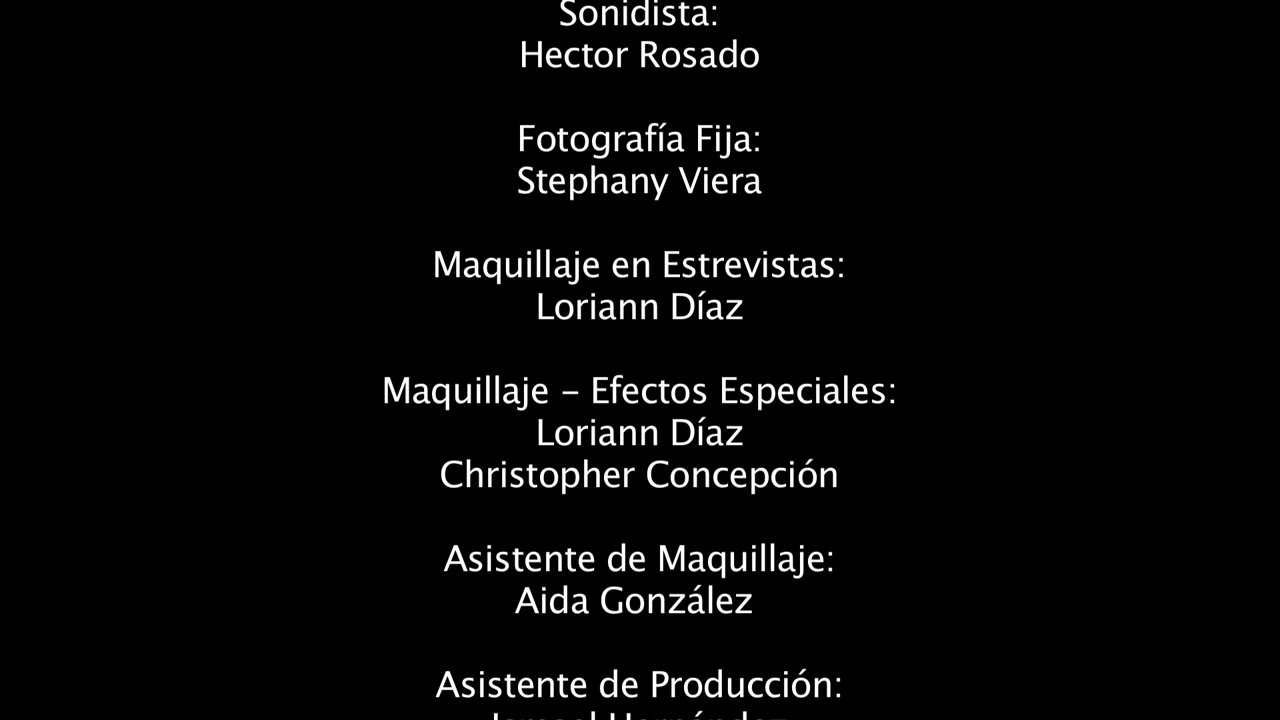 Sonidista:
Hector Rosado
Fotografía Fija:
Stephany Viera
Maquillaje en Estrevistas:
Loriann Díaz
Maquillaje – Efectos Especiales:
Loriann Díaz
Christopher Concepción
Asistente de Maquillaje:
Aida González
Asistente de Producción: